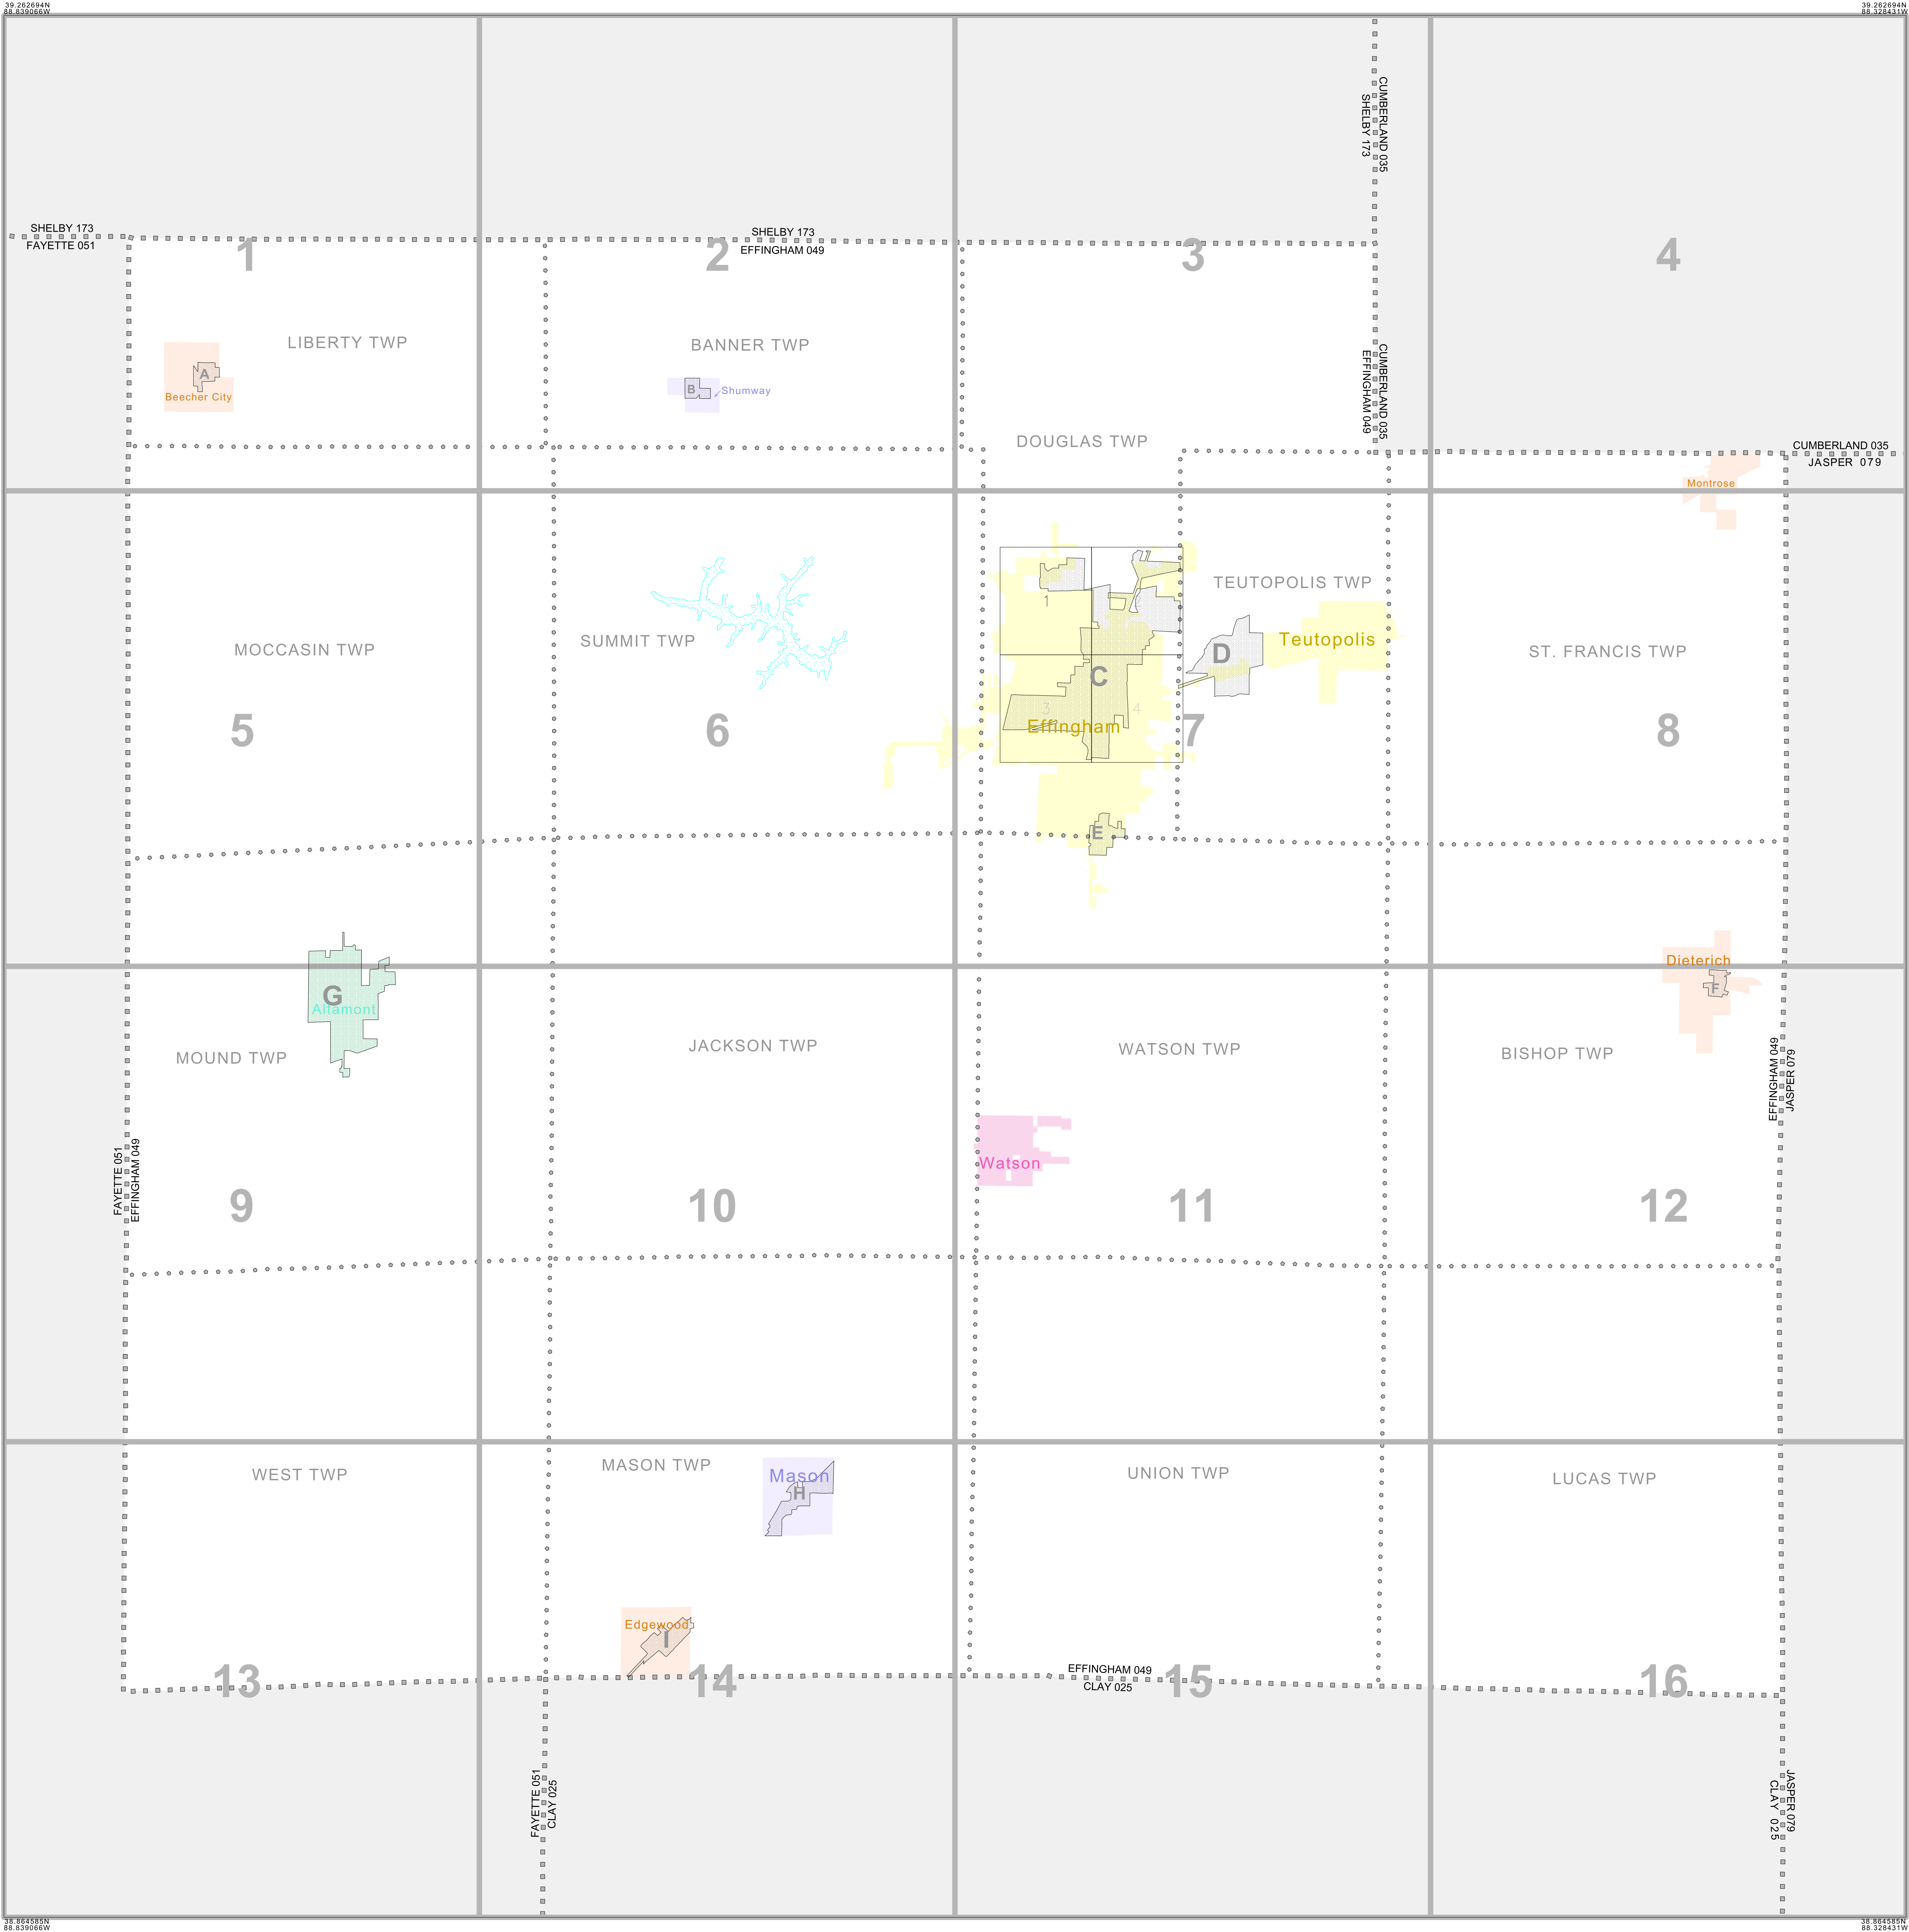 39.262694N
88.839066W
39.262694N
88.328431W
CUMBERLAND 035
SHELBY 173
SHELBY 173
FAYETTE 051
SHELBY 173
EFFINGHAM 049
1
2
3
4
LIBERTY TWP
BANNER TWP
CUMBERLAND 035
EFFINGHAM 049
A
Beecher City
B
Shumway
DOUGLAS TWP
CUMBERLAND 035
JASPER 079
Montrose
TEUTOPOLIS TWP
1
2
MOCCASIN TWP
SUMMIT TWP
Teutopolis
D
ST. FRANCIS TWP
C
3
4
Effingham
5
6
7
8
E
Dieterich
F
G
Altamont
MOUND TWP
JACKSON TWP
WATSON TWP
BISHOP TWP
EFFINGHAM 049
JASPER 079
FAYETTE 051
EFFINGHAM 049
Watson
9
10
11
12
WEST TWP
MASON TWP
Mason
H
UNION TWP
LUCAS TWP
Edgewood
I
EFFINGHAM 049
CLAY 025
13
14
15
16
FAYETTE 051
CLAY 025
JASPER 079
CLAY 025
38.864585N
88.839066W
38.864585N
88.328431W